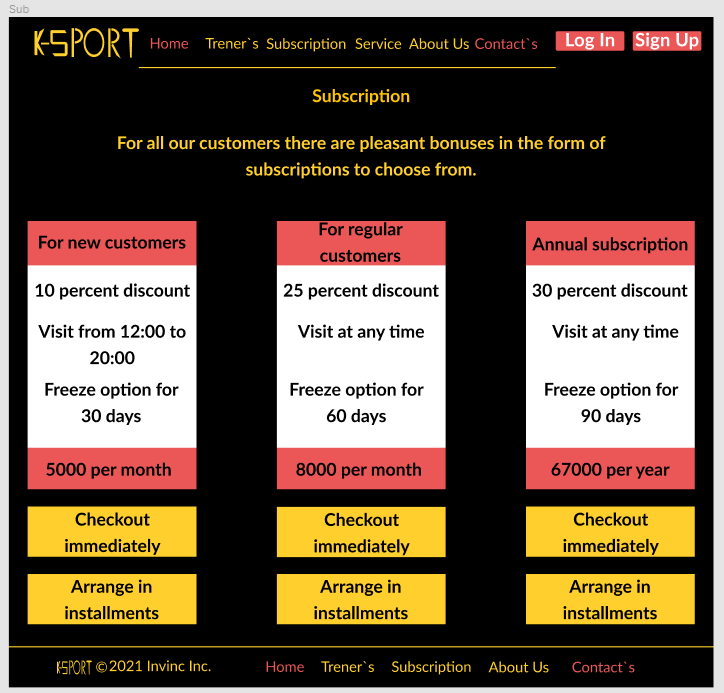 Sub
K-SPORT Home Trener`s Subscription Service About Us Contact`s Log In Sign Up
Subscription
For all our customers there are pleasant bonuses in the form of
subscriptions to choose from.
For new customers
10 percent discount
Visit from 12:00 to
20:00
Freeze option for
30 days
5000 per month
Checkout
immediately
Arrange in
installments
For regular
customers
25 percent discount
Visit at any time
Freeze option for
60 days
8000 per month
Checkout
immediately
Arrange in
installments
Annual subscription
30 percent discount
Visit at any time
Freeze option for
90 days
67000 per year
Checkout
immediately
Arrange in
installments
K-SPORT ©2021 Invinc Inc. Home Trener`s Subscription About Us Contact`s